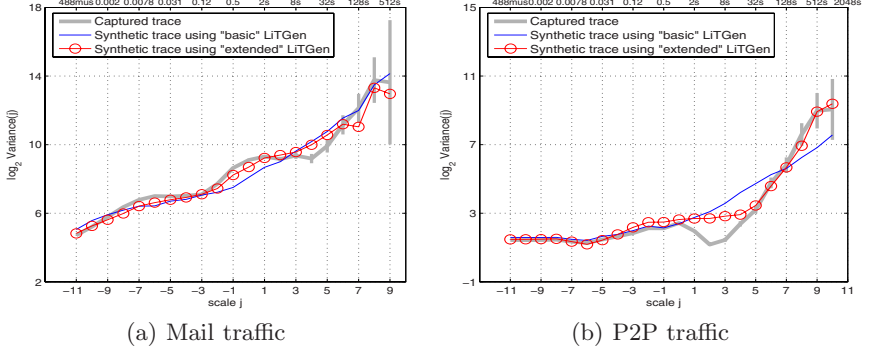 488mus 0.002 0.0078 0.031 0.12 0.5 2s 8s 32s 128s 512s
Captured trace
Synthetic trace using "basic" LiTGen
Synthetic trace using "extended" LiTGen
18
14
10
6
2
log2 Variance(j)
−11 −9 −7 −5 −3 −1 1 3 5 7 9
scale j
(a) Mail traffic
488mus 0.002 0.0078 0.031 0.12 0.5 2s 8s 32s 128s 512s 2048s
Captured trace
Synthetic trace using "basic" LiTGen
Synthetic trace using "extended" LiTGen
15
11
7
3
−1
log2 Variance(j)
−11 −9 −7 −5 −3 −1 1 3 5 7 9 11
scale j
(b) P2P traffic